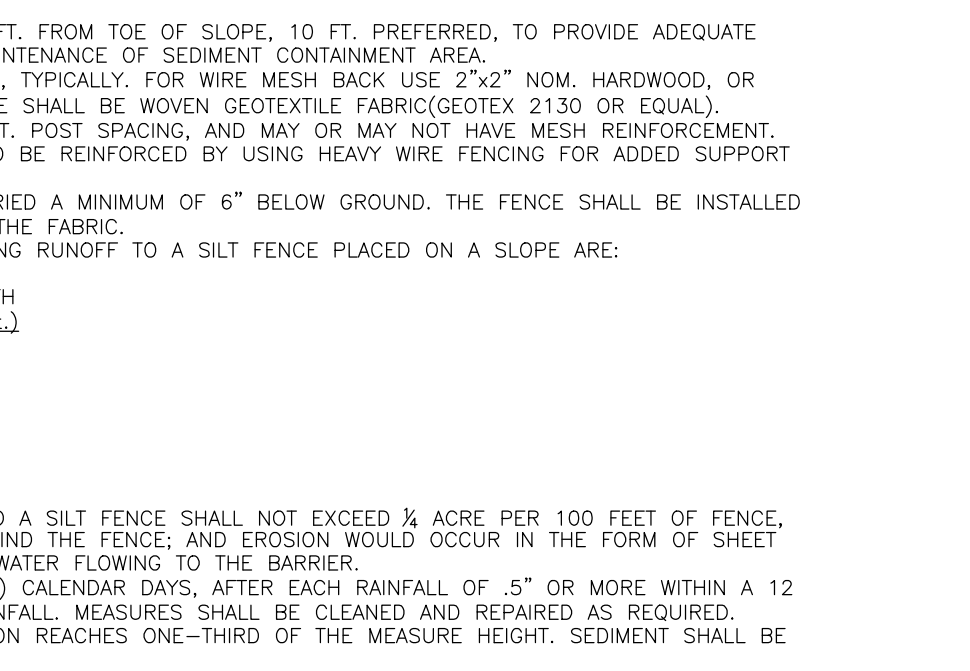 FT. FROM TOE OF SLOPE, 10 FT. PREFERRED, TO PROVIDE ADEQUATE
NTENANCE OF SEDIMENT CONTAINMENT AREA.
, TYPICALLY. FOR WIRE MESH BACK USE 2”x2” NOM. HARDWOOD, OR
E SHALL BE WOVEN GEOTEXTILE FABRIC(GEOTEX 2130 OR EQUAL).
T. POST SPACING, AND MAY OR MAY NOT HAVE MESH REINFORCEMENT.
O BE REINFORCED BY USING HEAVY WIRE FENCING FOR ADDED SUPPORT
RIED A MINIMUM OF 6” BELOW GROUND. THE FENCE SHALL BE INSTALLED
THE FABRIC.
NG RUNOFF TO A SILT FENCE PLACED ON A SLOPE ARE:
TH
.)
O A SILT FENCE SHALL NOT EXCEED ¼ ACRE PER 100 FEET OF FENCE,
IND THE FENCE; AND EROSION WOULD OCCUR IN THE FORM OF SHEET
WATER FLOWING TO THE BARRIER.
) CALENDAR DAYS, AFTER EACH RAINFALL OF .5” OR MORE WITHIN A 12
NFALL. MEASURES SHALL BE CLEANED AND REPAIRED AS REQUIRED.
ON REACHES ONE–THIRD OF THE MEASURE HEIGHT. SEDIMENT SHALL BE